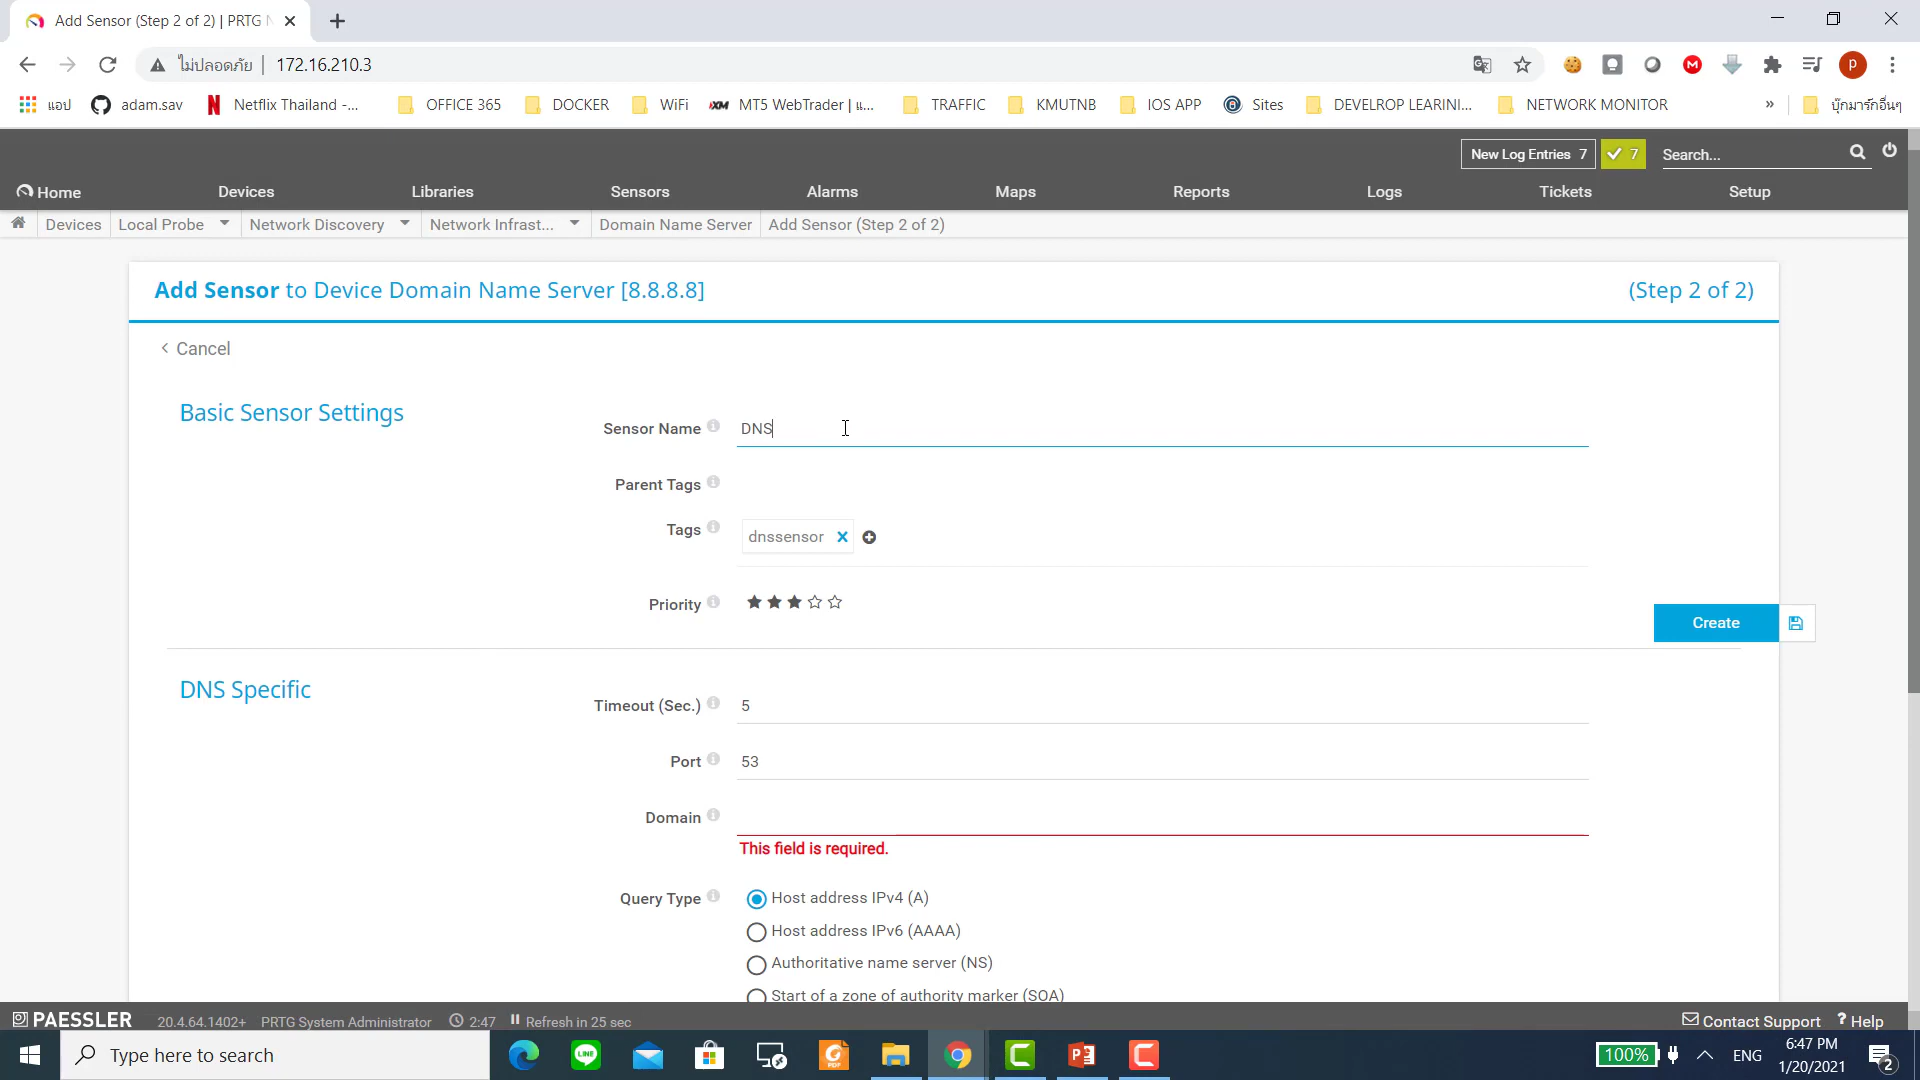 Add Sensor (Step 2 of 2) | PRTG N
ไม่ปลอดภัย | 172.16.210.3
แอป adam.sav Netflix Thailand -... OFFICE 365 DOCKER WiFi XM MT5 WebTrader | ແ... TRAFFIC KMUTNB IOS APP Sites DEVELROP LEARINI... NETWORK MONITOR » บุ๊กมาร์กอื่นๆ
New Log Entries 7 7 Search...
Home Devices Libraries Sensors Alarms Maps Reports Logs Tickets Setup
Devices Local Probe Network Discovery Network Infrast... Domain Name Server Add Sensor (Step 2 of 2)
Add Sensor to Device Domain Name Server [8.8.8.8] (Step 2 of 2)
< Cancel
Basic Sensor Settings
Sensor Name DNS
Parent Tags
Tags dnssensor
Priority
Create
DNS Specific
Timeout (Sec.) 5
Port 53
Domain
This field is required.
Query Type Host address IPv4 (A)
Host address IPv6 (AAAA)
Authoritative name server (NS)
Start of a zone of authority marker (SOA)
PAESSLER 20.4.64.1402+ PRTG System Administrator 2:47 Refresh in 25 sec Contact Support ? Help
Type here to search LINE PDF 100% ENG 6:47 PM
1/20/2021 2